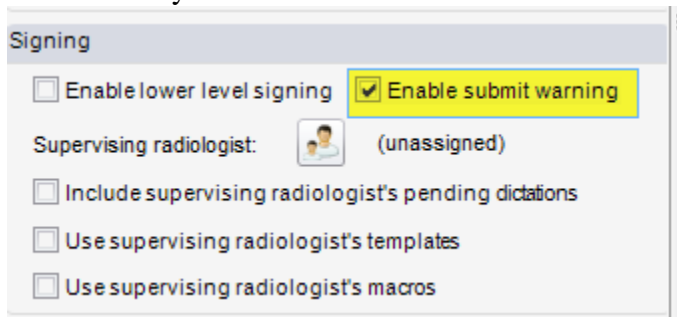 Signing
Enable lower level signing Enable submit warning
Supervising radiologist: (unassigned)
Include supervising radiologist's pending dictations
Use supervising radiologist's templates
Use supervising radiologist's macros